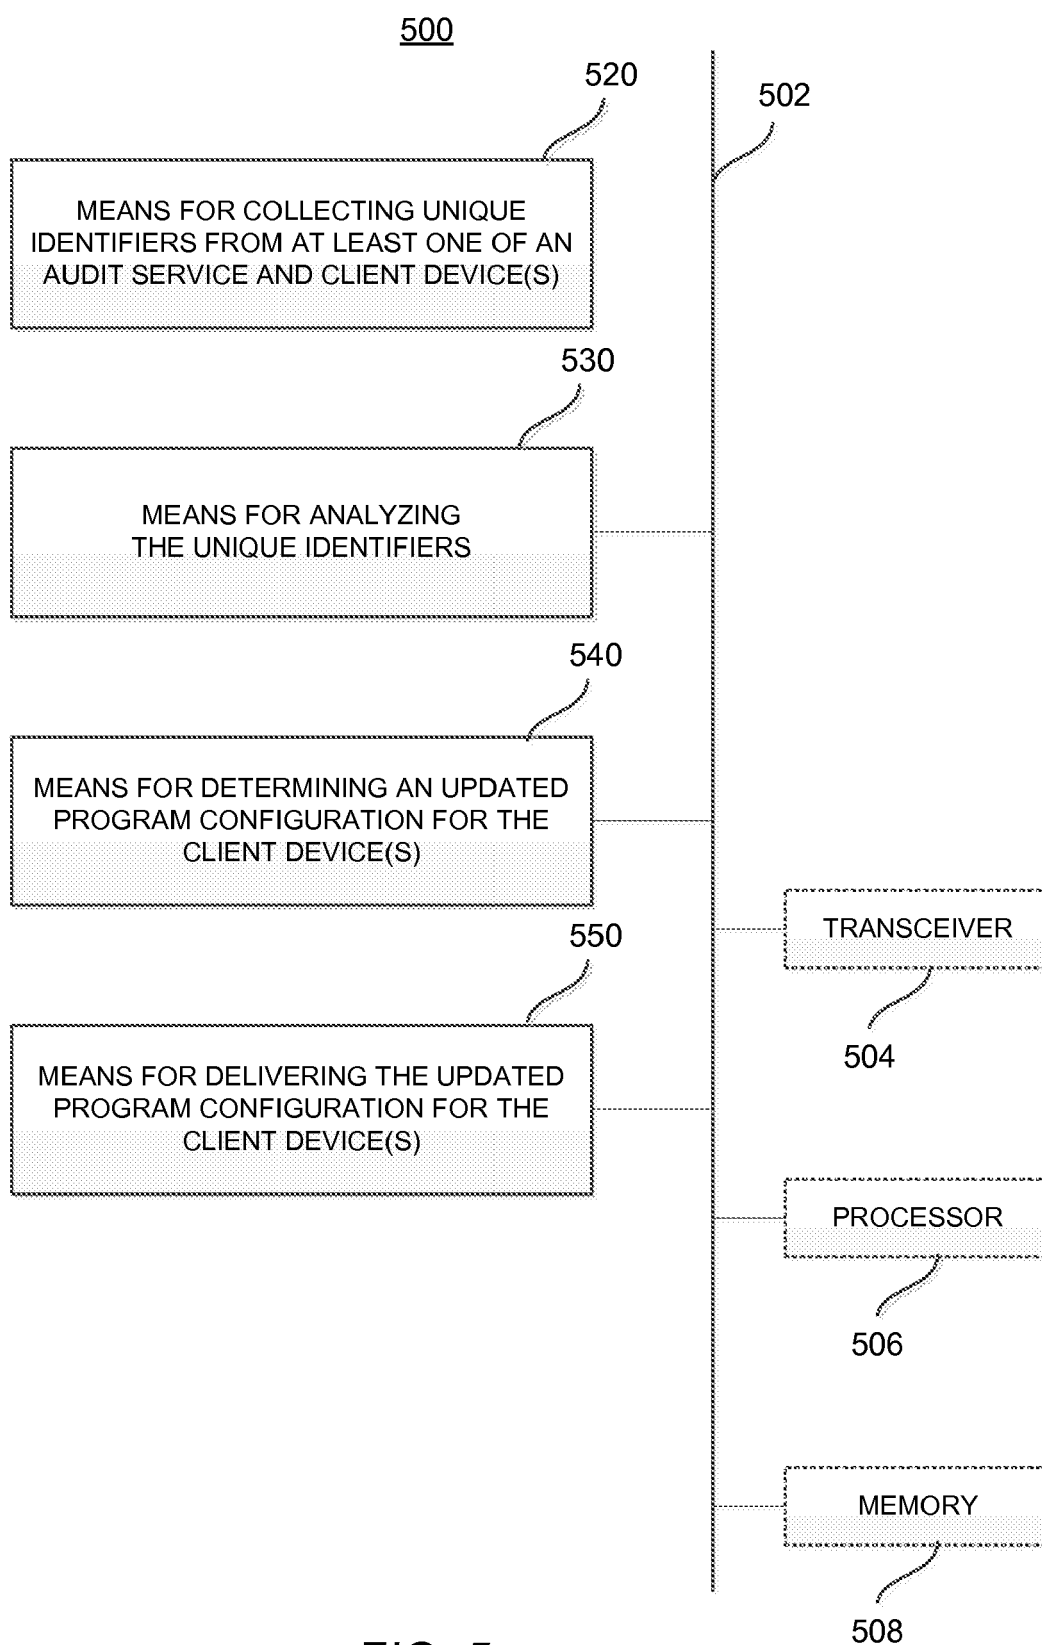 500
520
502
MEANS FOR COLLECTING UNIQUE
IDENTIFIERS FROM AT LEAST ONE OF AN
AUDIT SERVICE AND CLIENT DEVICE(S)
530
MEANS FOR ANALYZING
THE UNIQUE IDENTIFIERS
540
MEANS FOR DETERMINING AN UPDATED
PROGRAM CONFIGURATION FOR THE
CLIENT DEVICE(S)
TRANSCEIVER
504
550
MEANS FOR DELIVERING THE UPDATED
PROGRAM CONFIGURATION FOR THE
CLIENT DEVICE(S)
PROCESSOR
506
MEMORY
508